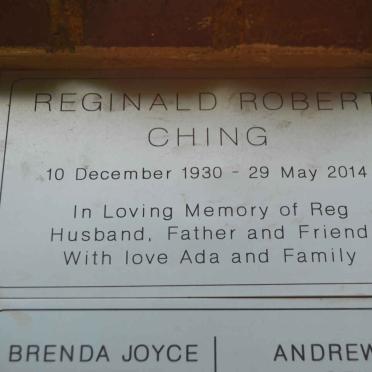 REGINALD ROBERT
CHING
10 December 1930 - 29 May 2014
In Loving Memory of Reg
Husband, Father and Friend
With love Ada and Family
BRENDA JOYCE
ANDREW